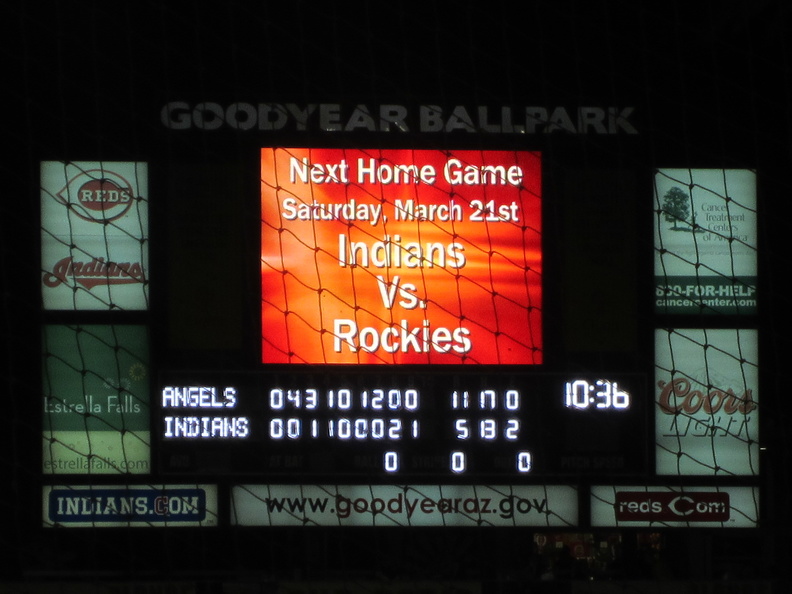 GOODYEAR BALLPARK
Next Home Game
Saturday, March 21st
Indians
Vs.
Rockies
REDS
Indians
Cancer
Treatment
Centers
of America
800-FOR-HELP
cancercenter.com
Estrella Falls
estrellafalls.com
Coors
LIGHT
ANGELS 043101200 11 17 0
10:36
INDIANS 001100021 5 13 2
0 0 0
INDIANS.COM
www.goodyearaz.gov
reds C com